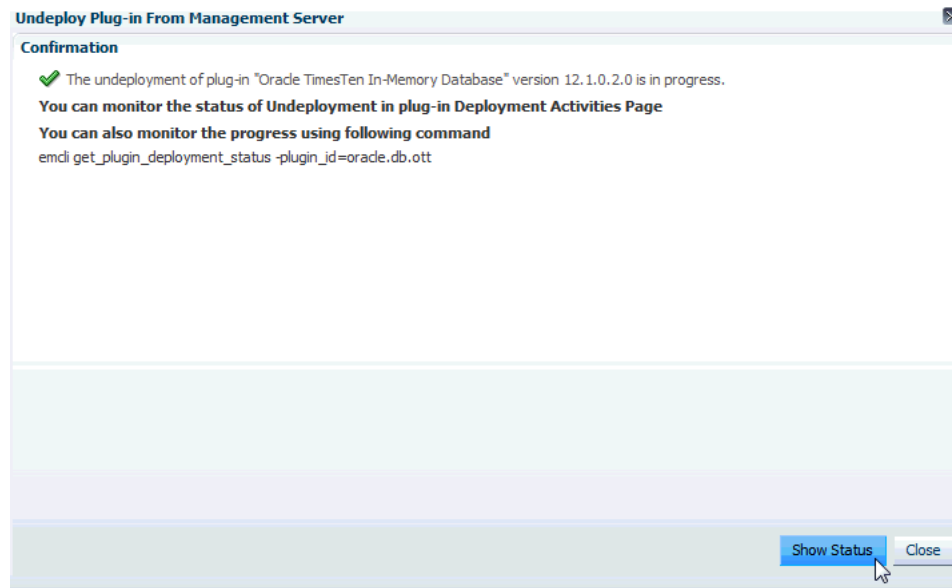 Undeploy Plug-in From Management Server
Confirmation
The undeployment of plug-in "Oracle TimesTen In-Memory Database" version 12.1.0.2.0 is in progress.
You can monitor the status of Undeployment in plug-in Deployment Activities Page
You can also monitor the progress using following command
emcli get_plugin_deployment_status -plugin_id=oracle.db.ott
Show Status
Close